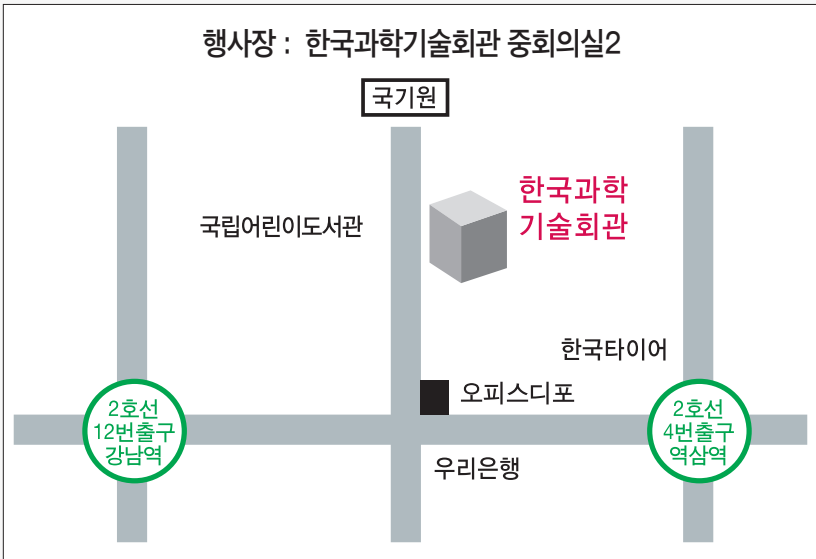 행사장 : 한국과학기술회관 중회의실2
국기원
한국과학
기술회관
국립어린이도서관
한국타이어
오피스디포
2호선
12번출구
강남역
2호선
4번출구
역삼역
우리은행